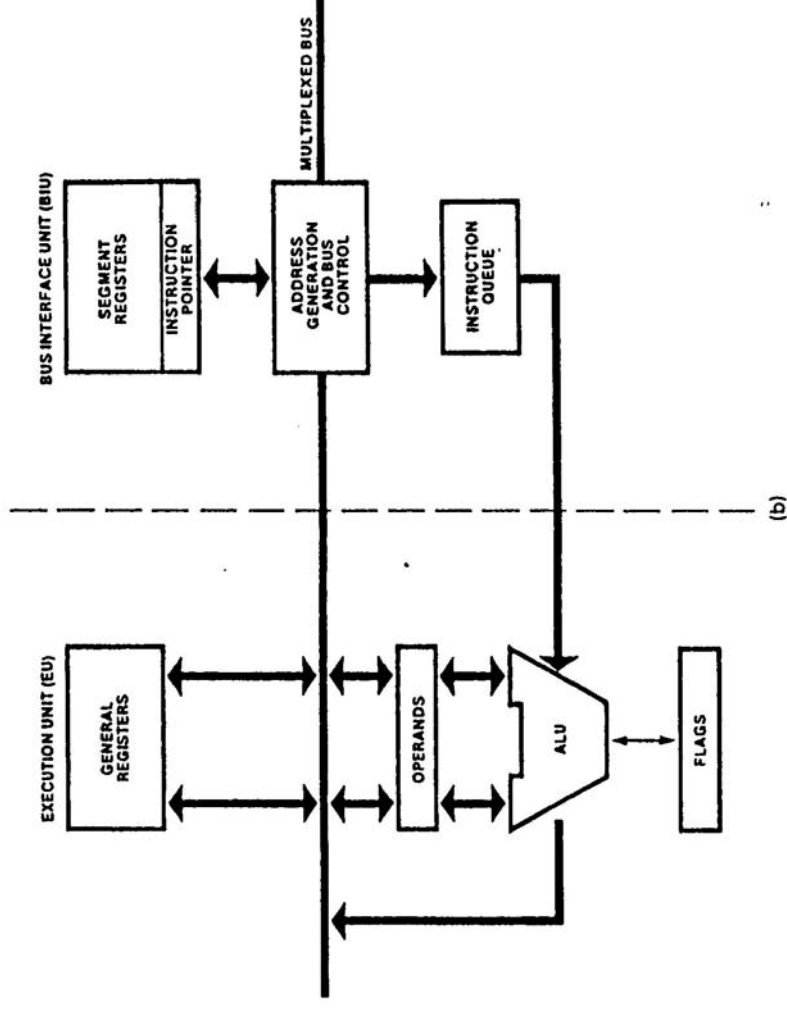 EXECUTION UNIT (EU)
BUS INTERFACE UNIT (BIU)
GENERAL
REGISTERS
SEGMENT
REGISTERS
INSTRUCTION
POINTER
MULTIPLEXED BUS
ADDRESS
GENERATION
AND BUS
CONTROL
OPERANDS
INSTRUCTION
QUEUE
ALU
FLAGS
(b)